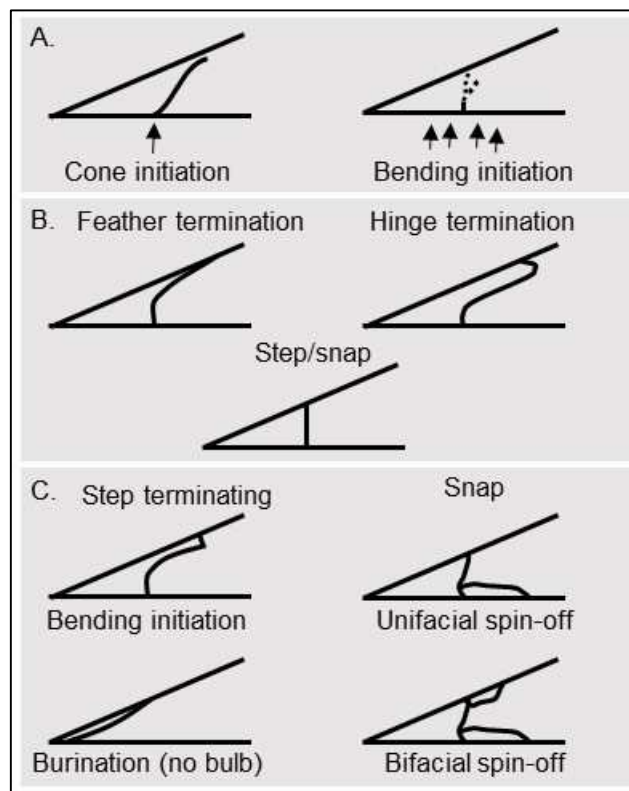 A.
Cone initiation
Bending initiation
B.
Feather termination
Hinge termination
Step/snap
C.
Step terminating
Snap
Bending initiation
Unifacial spin-off
Burination (no bulb)
Bifacial spin-off